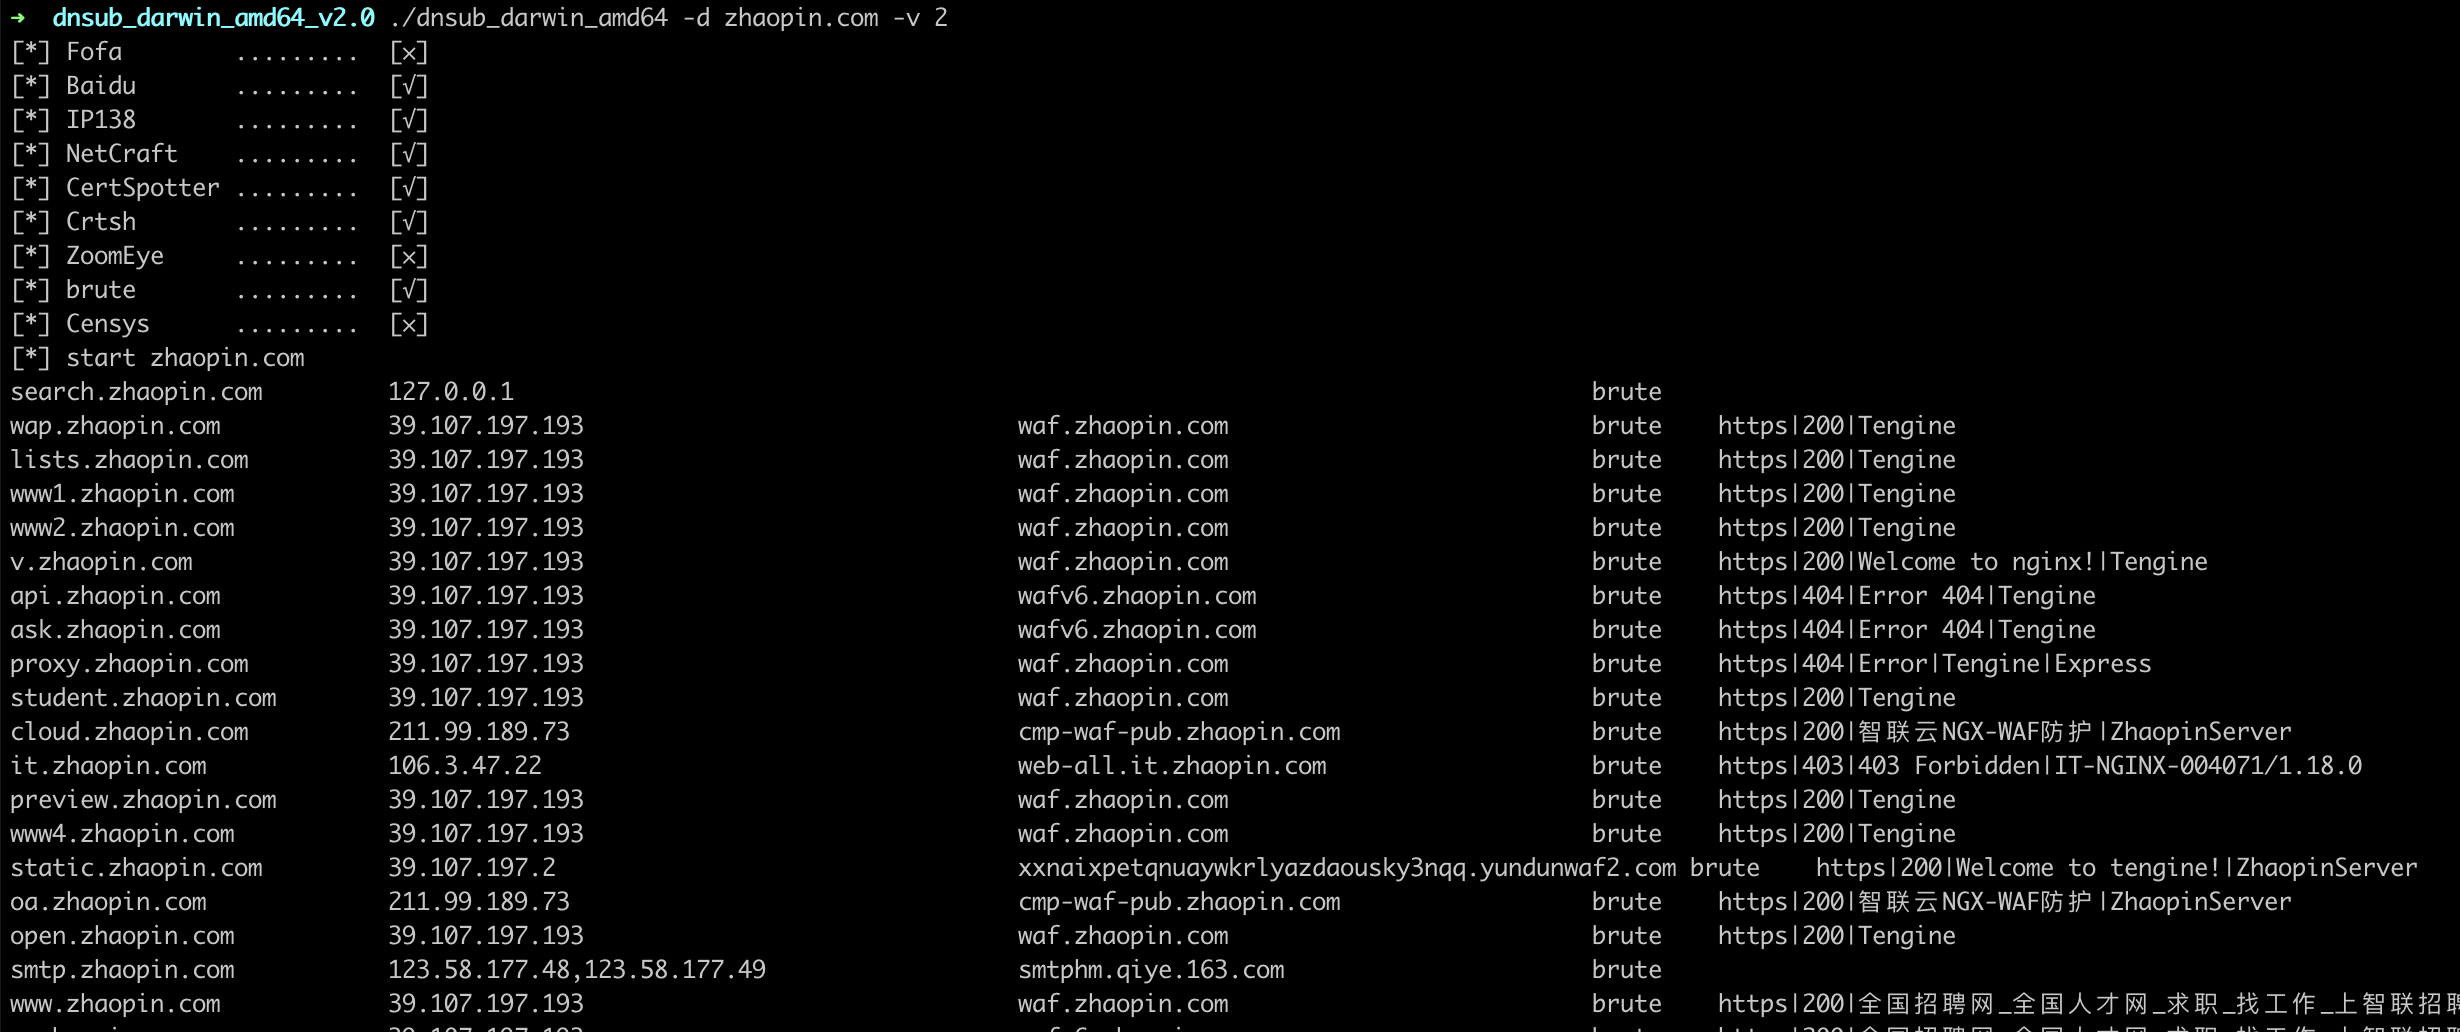 ➜  dnsub_darwin_amd64_v2.0 ./dnsub_darwin_amd64 -d zhaopin.com -v 2
[*] Fofa ......... [×]
[*] Baidu ......... [√]
[*] IP138 ......... [√]
[*] NetCraft ......... [√]
[*] CertSpotter ......... [√]
[*] Crtsh ......... [√]
[*] ZoomEye ......... [×]
[*] brute ......... [√]
[*] Censys ......... [×]
[*] start zhaopin.com
search.zhaopin.com 127.0.0.1 brute
wap.zhaopin.com 39.107.197.193 waf.zhaopin.com brute https|200|Tengine
lists.zhaopin.com 39.107.197.193 waf.zhaopin.com brute https|200|Tengine
www1.zhaopin.com 39.107.197.193 waf.zhaopin.com brute https|200|Tengine
www2.zhaopin.com 39.107.197.193 waf.zhaopin.com brute https|200|Tengine
v.zhaopin.com 39.107.197.193 waf.zhaopin.com brute https|200|Welcome to nginx!|Tengine
api.zhaopin.com 39.107.197.193 wafv6.zhaopin.com brute https|404|Error 404|Tengine
ask.zhaopin.com 39.107.197.193 wafv6.zhaopin.com brute https|404|Error 404|Tengine
proxy.zhaopin.com 39.107.197.193 waf.zhaopin.com brute https|404|Error|Tengine|Express
student.zhaopin.com 39.107.197.193 waf.zhaopin.com brute https|200|Tengine
cloud.zhaopin.com 211.99.189.73 cmp-waf-pub.zhaopin.com brute https|200|智联云NGX-WAF防护|ZhaopinServer
it.zhaopin.com 106.3.47.22 web-all.it.zhaopin.com brute https|403|403 Forbidden|IT-NGINX-004071/1.18.0
preview.zhaopin.com 39.107.197.193 waf.zhaopin.com brute https|200|Tengine
www4.zhaopin.com 39.107.197.193 waf.zhaopin.com brute https|200|Tengine
static.zhaopin.com 39.107.197.2 xxnaixpetqnuaywkrlyazdaousky3nqq.yundunwaf2.com brute https|200|Welcome to tengine!|ZhaopinServer
oa.zhaopin.com 211.99.189.73 cmp-waf-pub.zhaopin.com brute https|200|智联云NGX-WAF防护|ZhaopinServer
open.zhaopin.com 39.107.197.193 waf.zhaopin.com brute https|200|Tengine
smtp.zhaopin.com 123.58.177.48,123.58.177.49 smtphm.qiye.163.com brute
www.zhaopin.com 39.107.197.193 waf.zhaopin.com brute https|200|全国招聘网_全国人才网_求职_找工作_上智联招聘